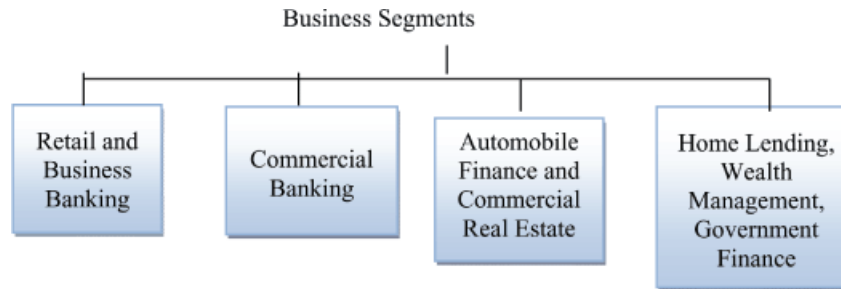 Business Segments
Retail and
Business
Banking
Commercial
Banking
Automobile
Finance and
Commercial
Real Estate
Home Lending,
Wealth
Management,
Government
Finance